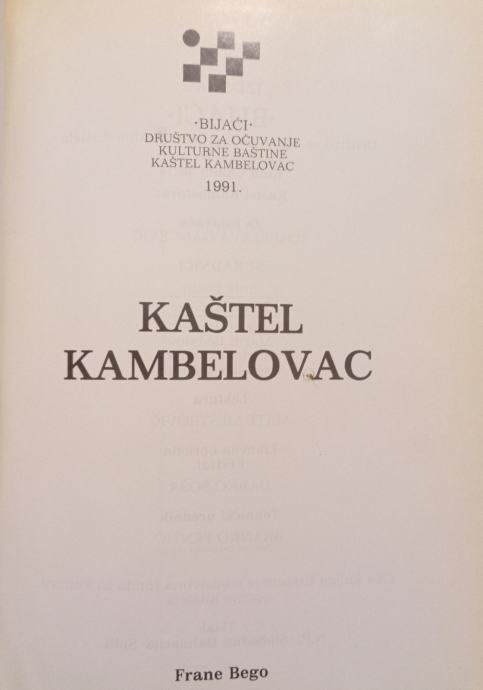 ·BIJAĆI·
DRUŠTVO ZA OČUVANJE
KULTURNE BAŠTINE
KAŠTEL KAMBELOVAC
1991.
KAŠTEL
KAMBELOVAC
Frane Bego